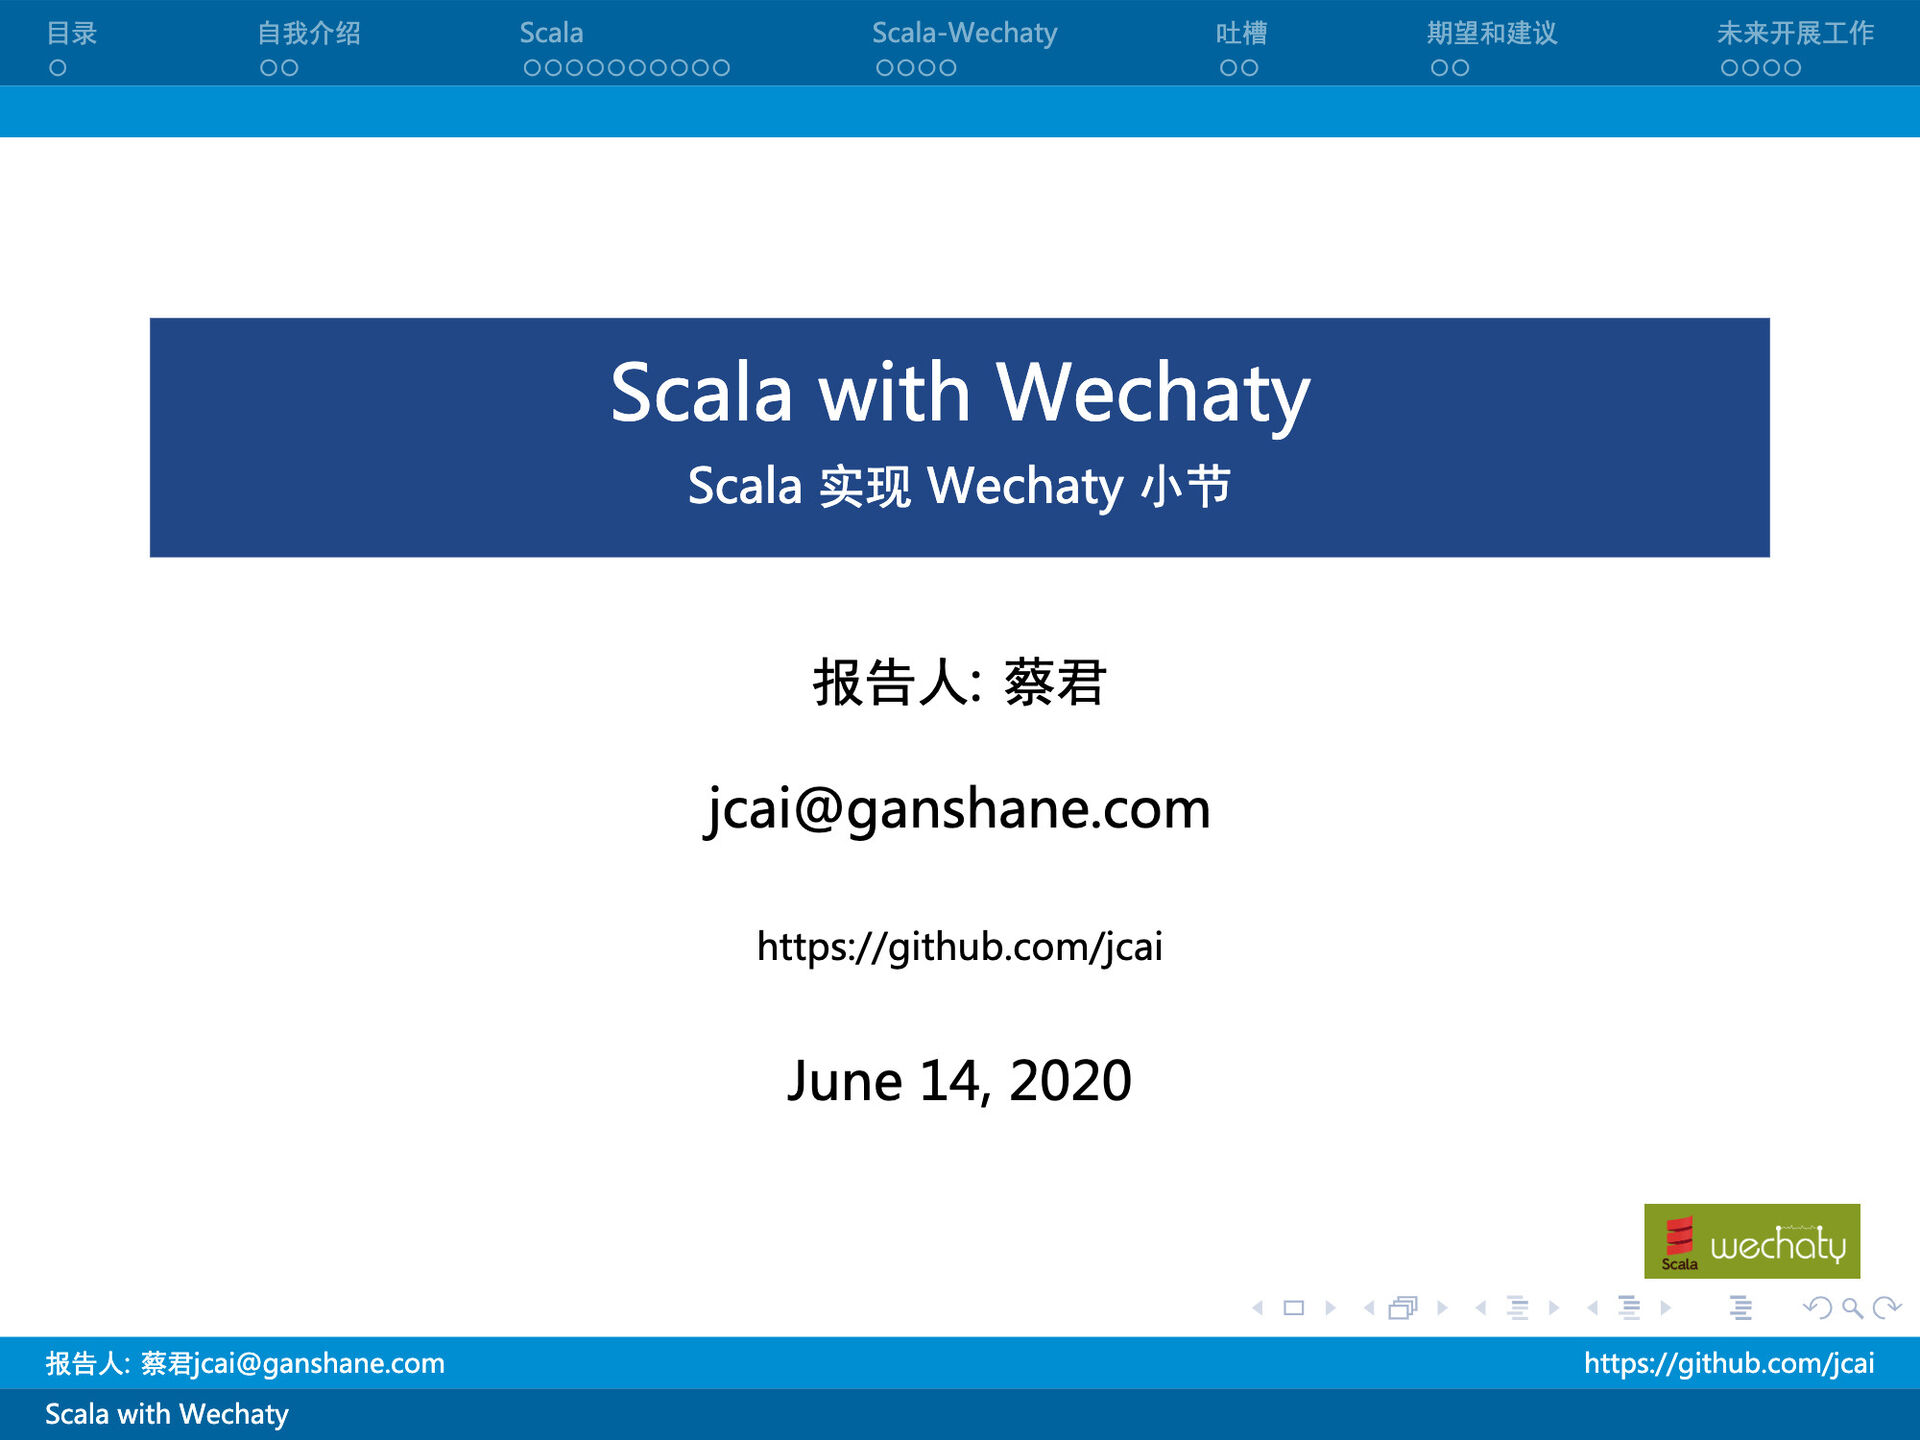 目录 自我介绍 Scala Scala-Wechaty 吐槽 期望和建议 未来开展工作
Scala with Wechaty
Scala 实现 Wechaty 小节
报告人: 蔡君
jcai@ganshane.com
https://github.com/jcai
June 14, 2020
Scala wechaty
报告人: 蔡君jcai@ganshane.com https://github.com/jcai
Scala with Wechaty